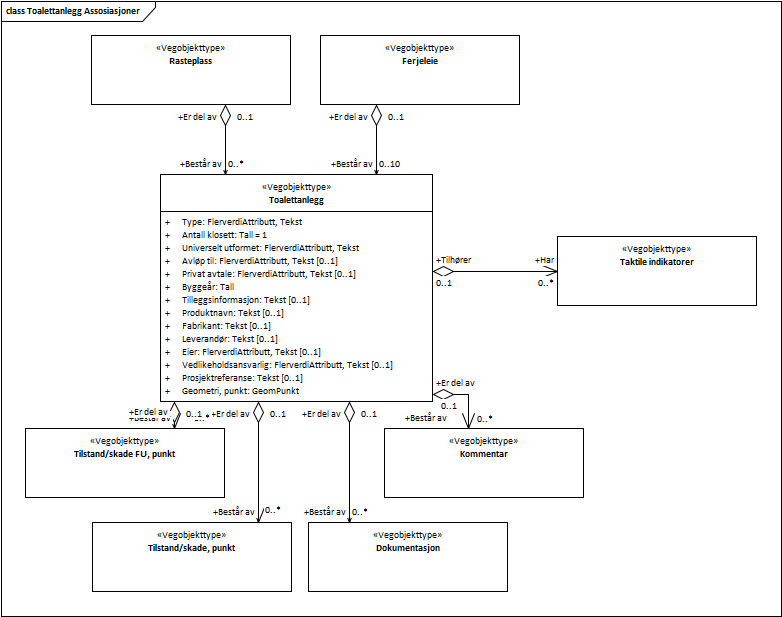 class Toalettanlegg Assosiasjoner
«Vegobjekttype»
Rasteplass
«Vegobjekttype»
Ferjeleie
+Er del av 0..1
+Er del av 0..1
+Består av 0..*
+Består av 0..10
«Vegobjekttype»
Toalettanlegg
+ Type: FlerverdiAttributt, Tekst
+ Antall klosett: Tall = 1
+ Universelt utformet: FlerverdiAttributt, Tekst
+ Avløp til: FlerverdiAttributt, Tekst [0..1]
+ Privat avtale: FlerverdiAttributt, Tekst [0..1]
+ Byggeår: Tall
+ Tilleggsinformasjon: Tekst [0..1]
+ Produktnavn: Tekst [0..1]
+ Fabrikant: Tekst [0..1]
+ Leverandør: Tekst [0..1]
+ Eier: FlerverdiAttributt, Tekst [0..1]
+ Vedlikeholdsansvarlig: FlerverdiAttributt, Tekst [0..1]
+ Prosjektreferanse: Tekst [0..1]
+ Geometri, punkt: GeomPunkt
+Tilhører +Har
0..1 0..*
«Vegobjekttype»
Taktile indikatorer
+Er del av
0..1
+Består av 0..*
+Er del av 0..1
+Består av
+Er del av 0..1
+Er del av 0..1
«Vegobjekttype»
Tilstand/skade FU, punkt
«Vegobjekttype»
Kommentar
+Består av 0..*
+Består av 0..*
«Vegobjekttype»
Tilstand/skade, punkt
«Vegobjekttype»
Dokumentasjon